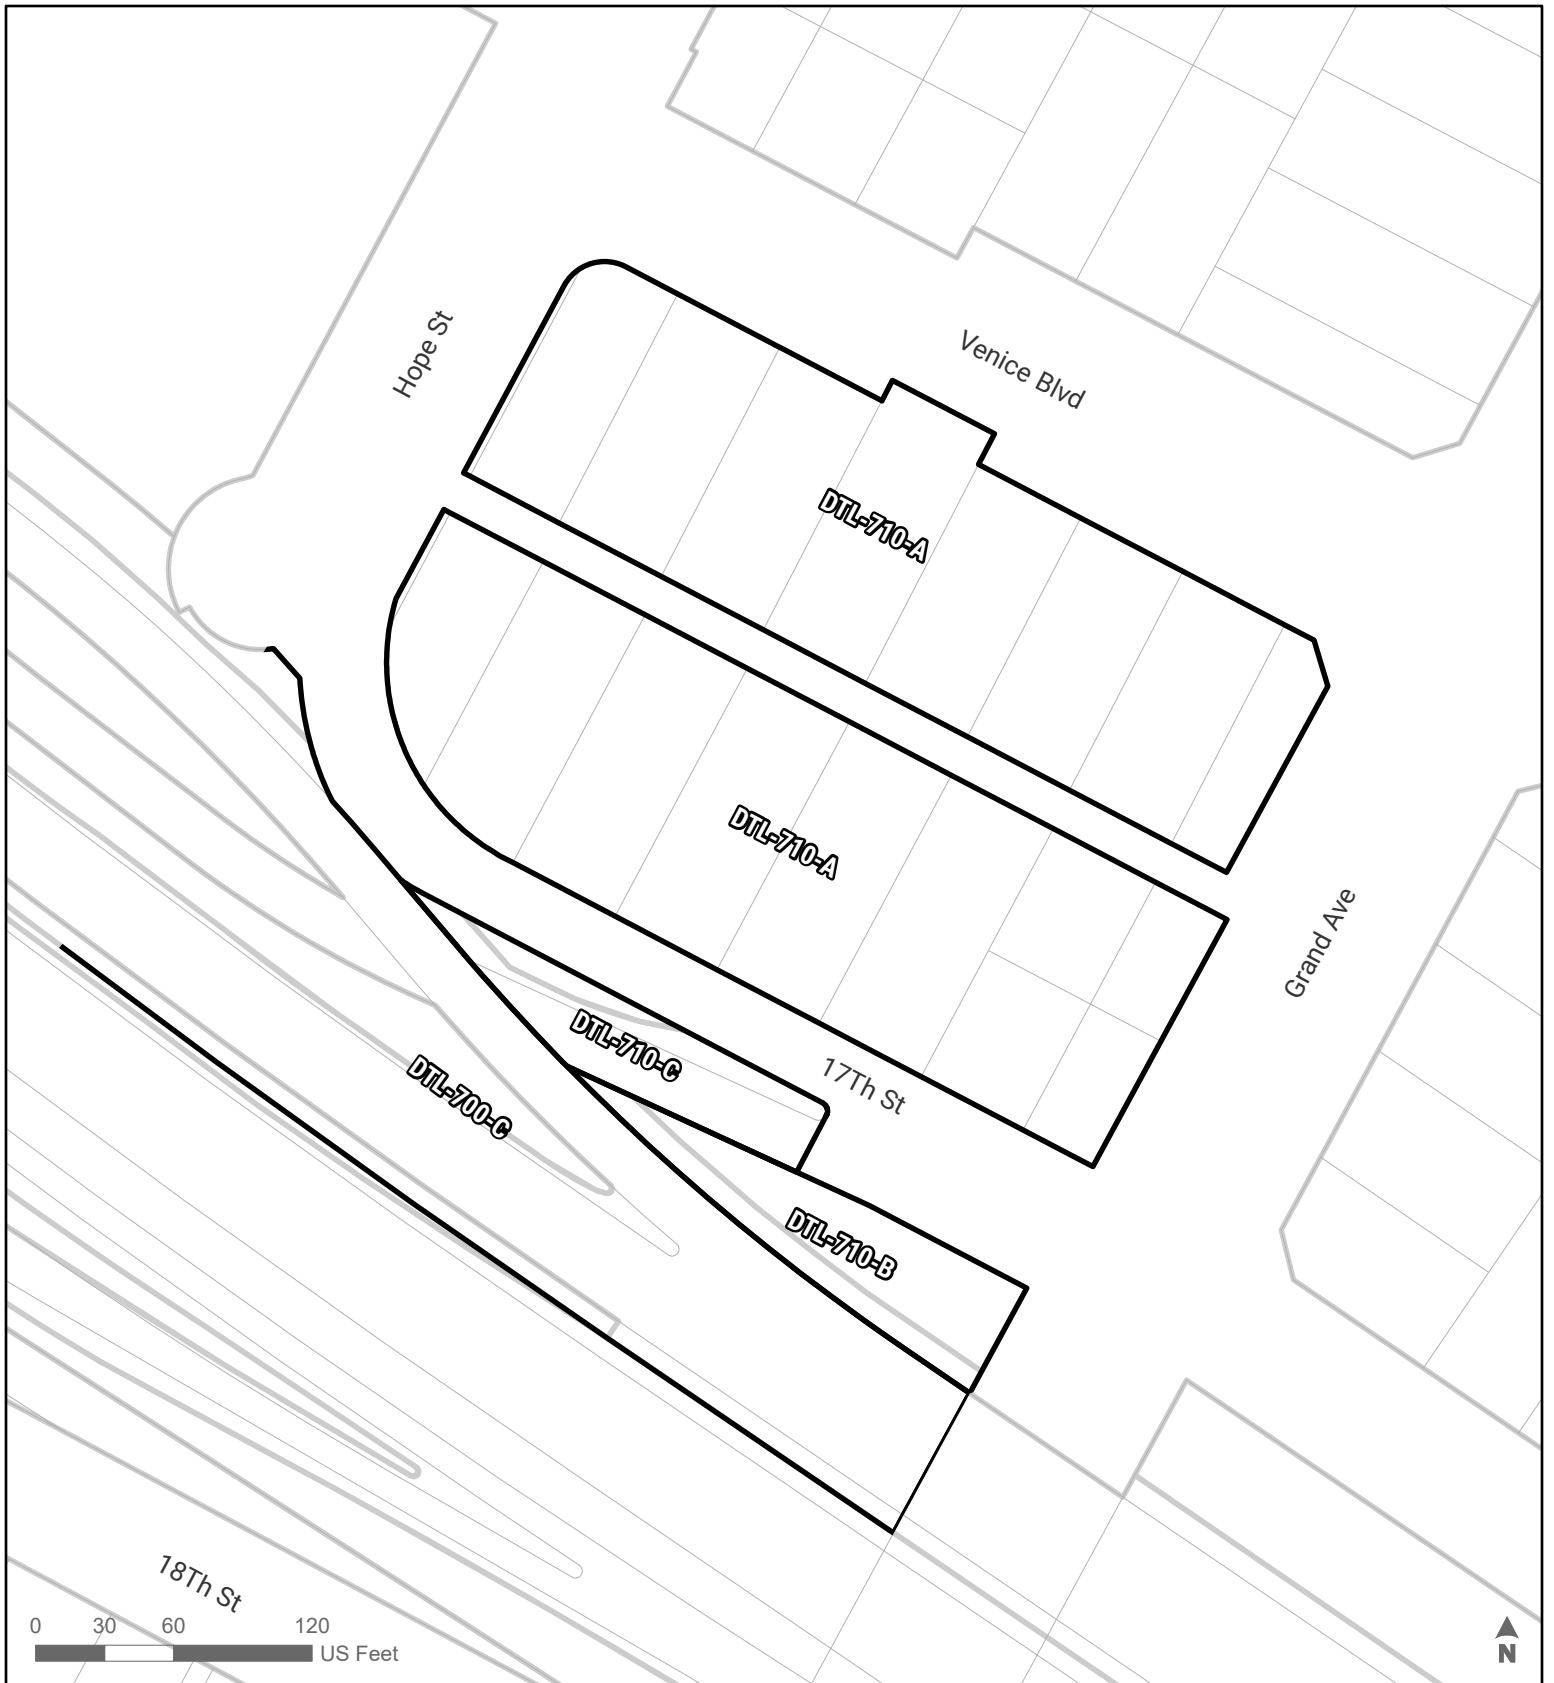 Hope St
Venice Blvd
DTL-710-A
DTL-710-A
Grand Ave
DTL-710-C
17Th St
DTL-700-C
DTL-710-B
18Th St
0 30 60 120
US Feet
N